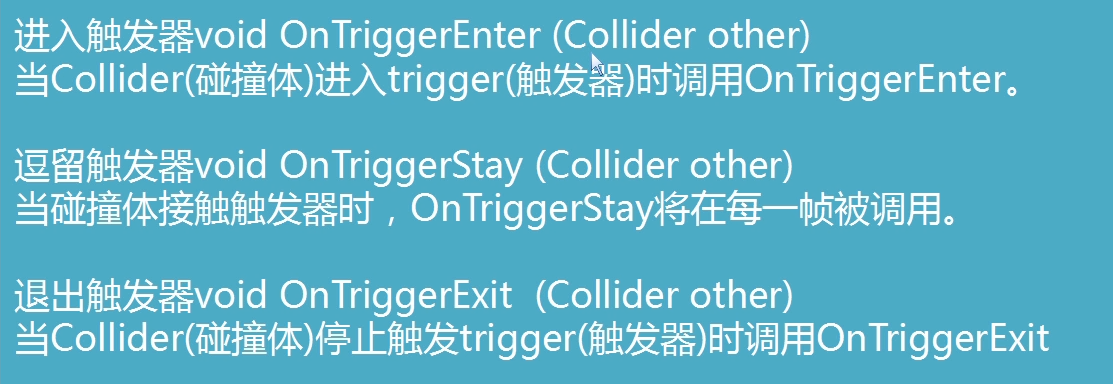 进入触发器void OnTriggerEnter (Collider other)
当Collider(碰撞体)进入trigger(触发器)时调用OnTriggerEnter。
逗留触发器void OnTriggerStay (Collider other)
当碰撞体接触触发器时，OnTriggerStay将在每一帧被调用。
退出触发器void OnTriggerExit  (Collider other)
当Collider(碰撞体)停止触发trigger(触发器)时调用OnTriggerExit